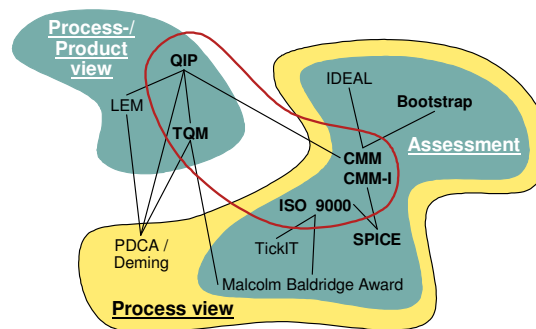 Process-/
Product
view
QIP
LEM
TQM
IDEAL
Bootstrap
CMM
CMM-I
Assessment
ISO 9000
TickIT
SPICE
PDCA /
Deming
Malcolm Baldridge Award
Process view